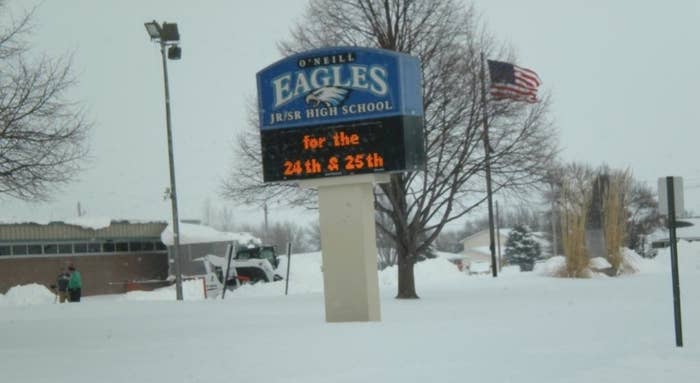 O'NEILL
EAGLES
JR/SR HIGH SCHOOL
for the
24th & 25th